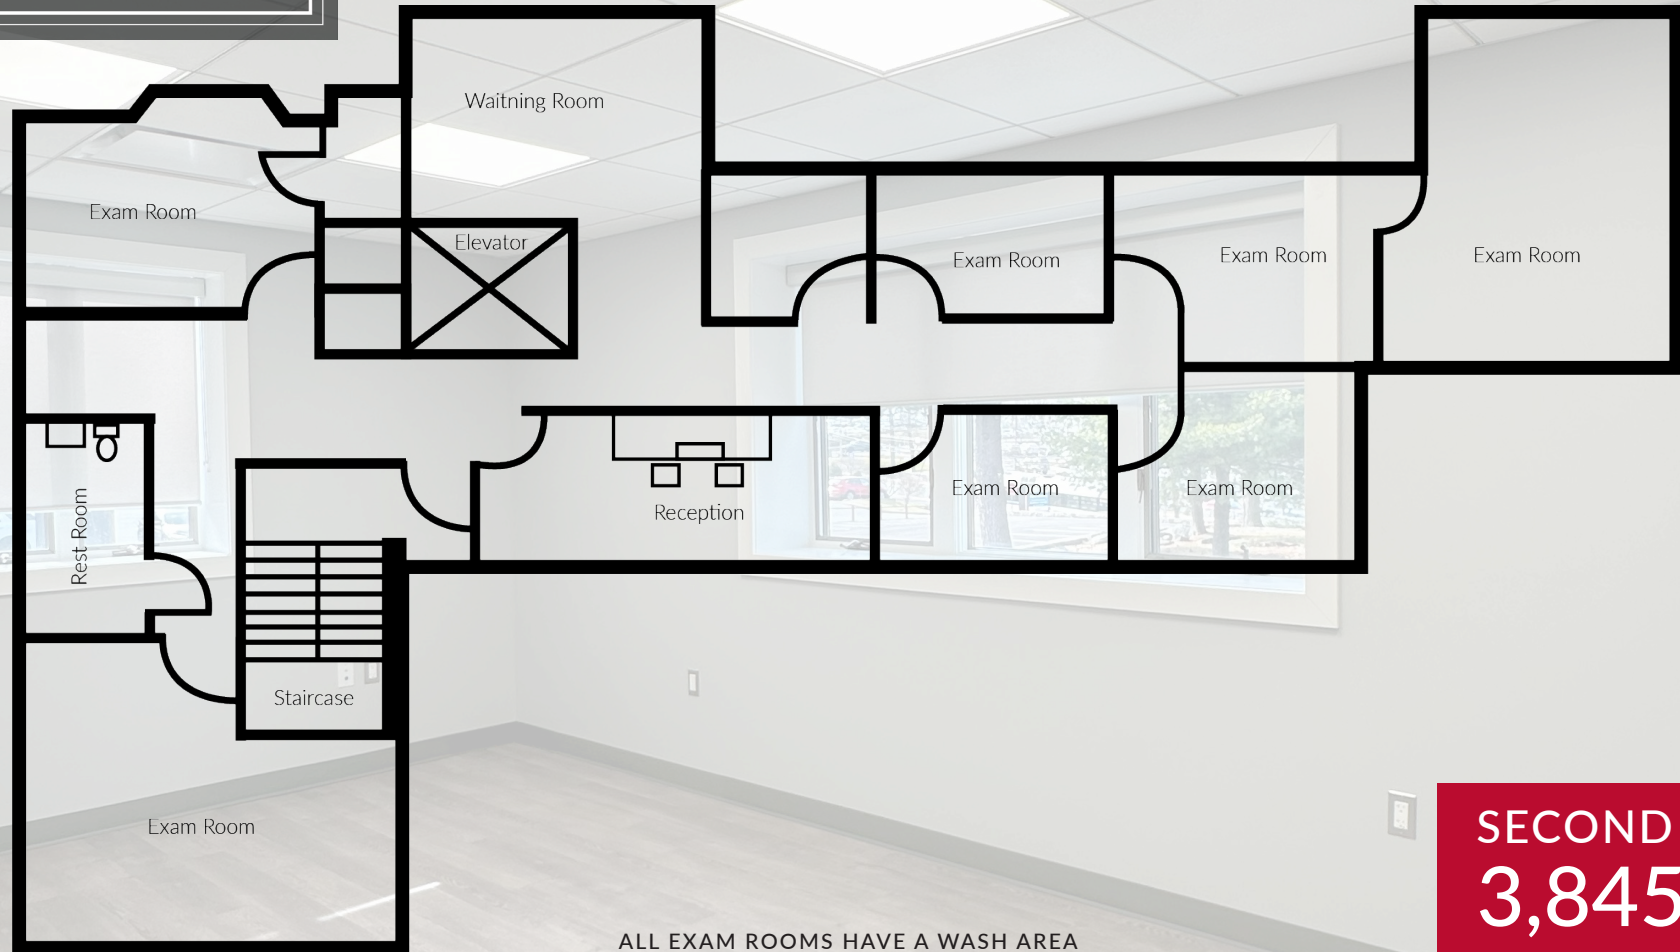 Waitning Room
Exam Room
Elevator
Exam Room
Exam Room
Exam Room
Rest Room
Reception
Exam Room
Exam Room
Staircase
Exam Room
SECOND
3,845
ALL EXAM ROOMS HAVE A WASH AREA